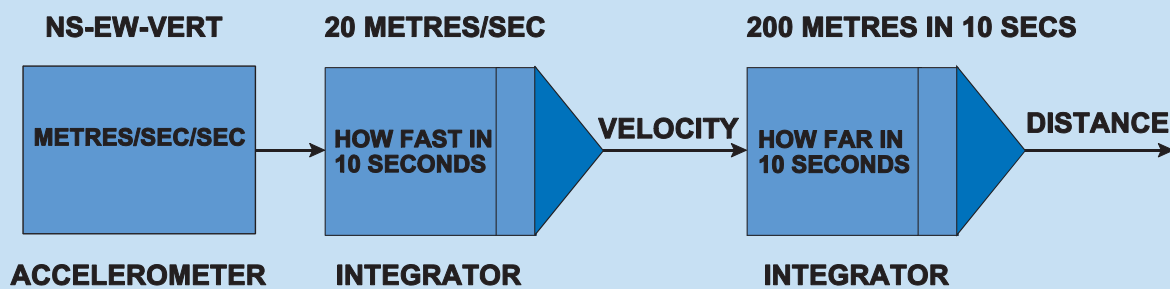 NS-EW-VERT
20 METRES/SEC
200 METRES IN 10 SECS
METRES/SEC/SEC
HOW FAST IN
10 SECONDS
VELOCITY
HOW FAR IN
10 SECONDS
DISTANCE
ACCELEROMETER
INTEGRATOR
INTEGRATOR